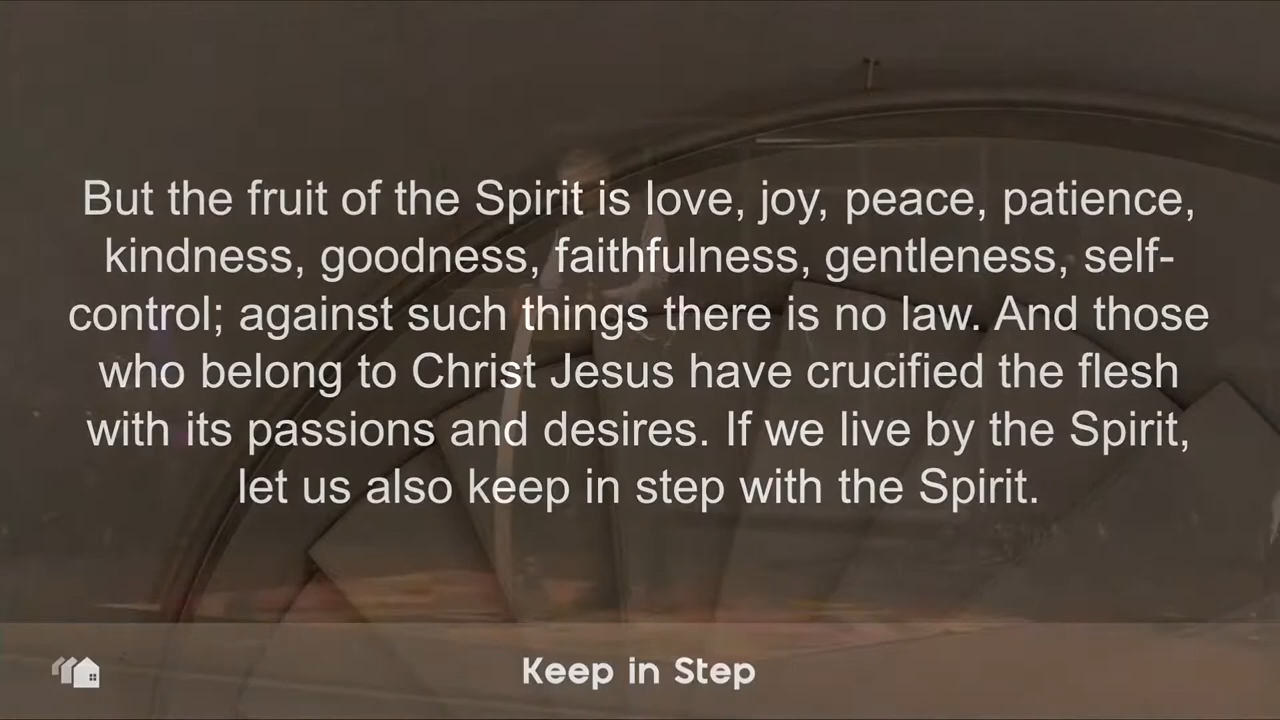 But the fruit of the Spirit is love, joy, peace, patience,
kindness, goodness, faithfulness, gentleness, self-
control; against such things there is no law. And those
who belong to Christ Jesus have crucified the flesh
with its passions and desires. If we live by the Spirit,
let us also keep in step with the Spirit.
Keep in Step